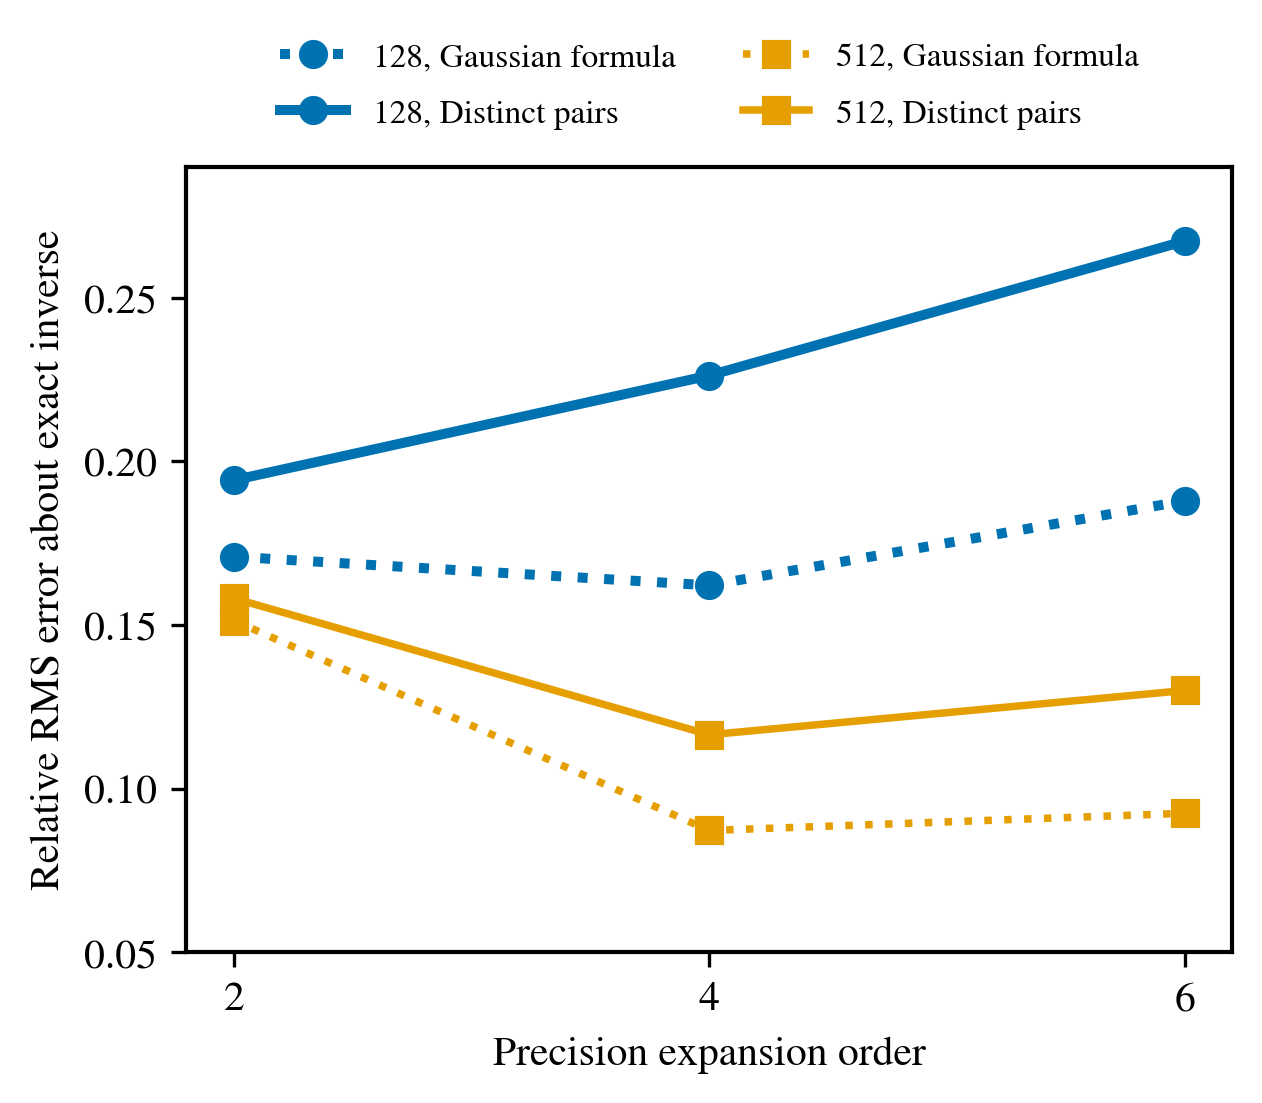 128, Gaussian formula
128, Distinct pairs
512, Gaussian formula
512, Distinct pairs
Relative RMS error about exact inverse
0.25
0.20
0.15
0.10
0.05
2 4 6
Precision expansion order